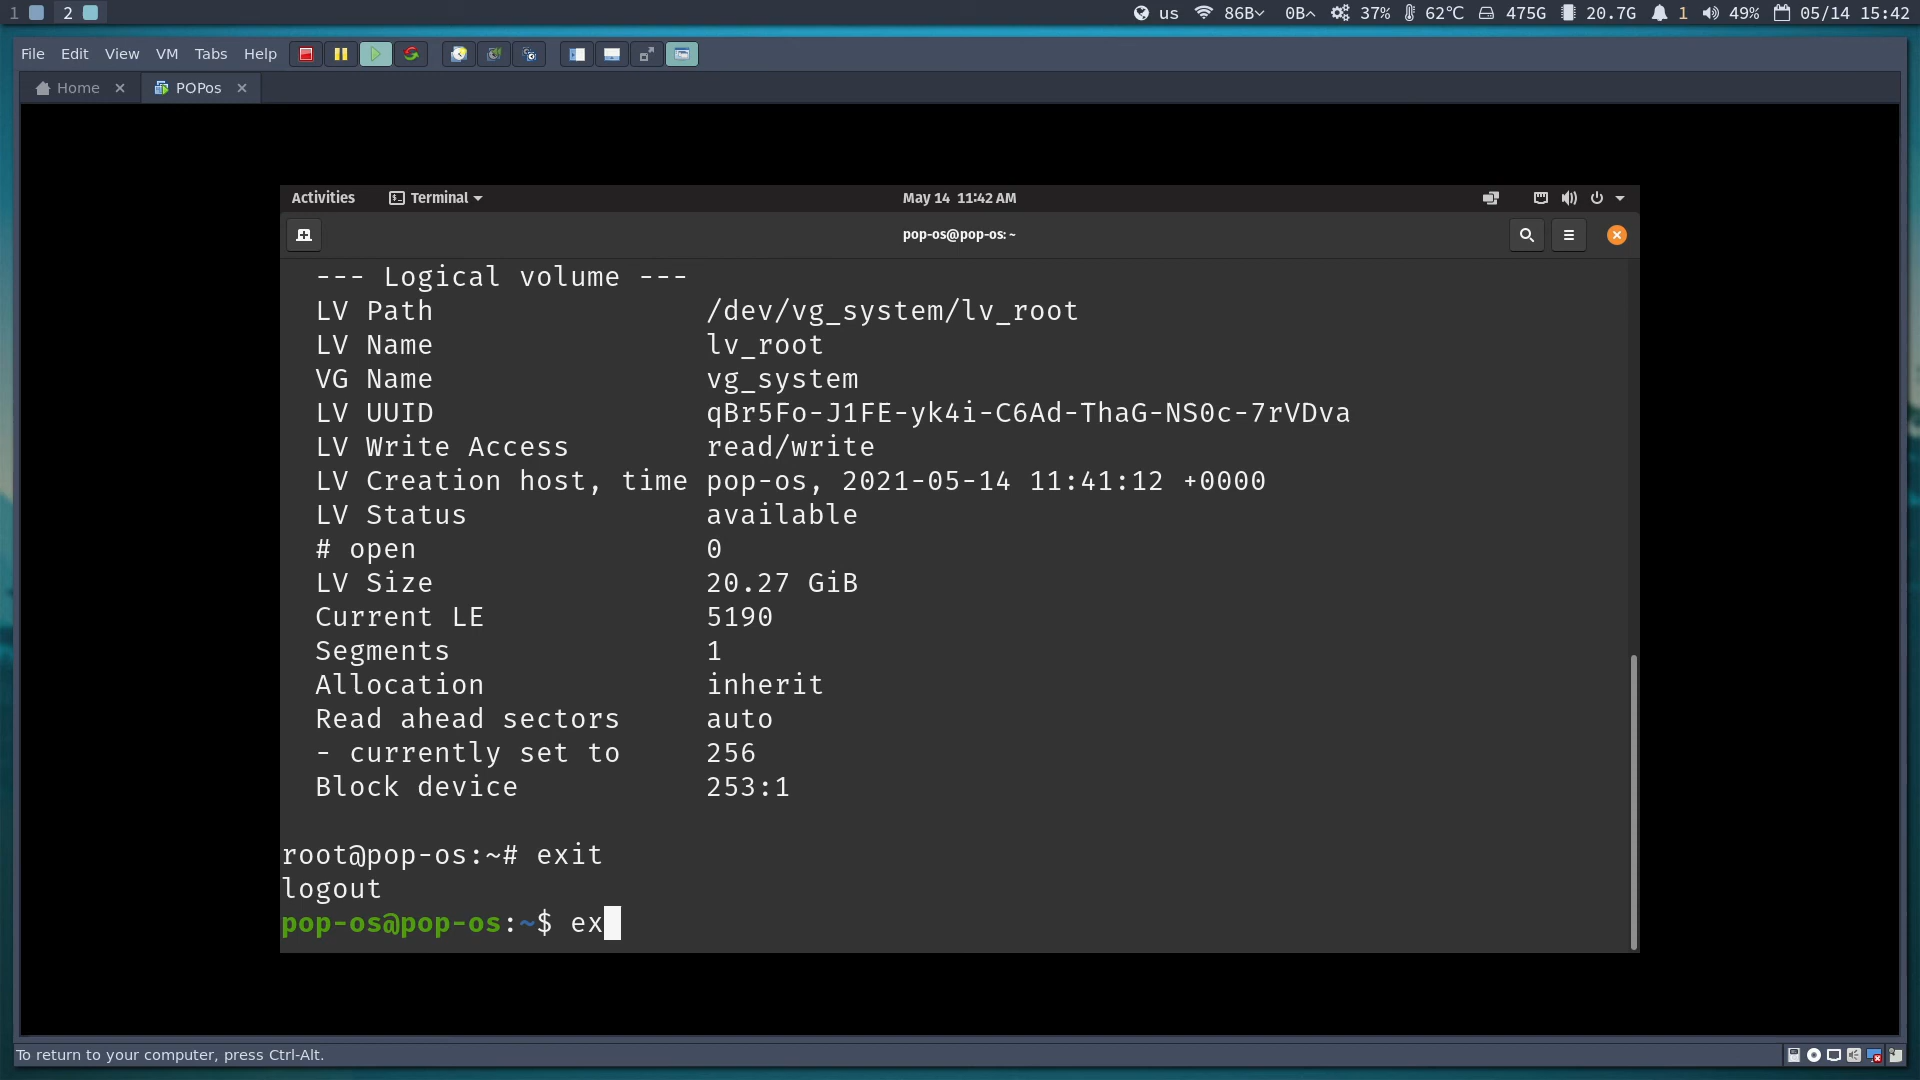 1 2 us 86B 0B 37% 62℃ 475G 20.7G 1 49% 05/14 15:42
File Edit View VM Tabs Help
Home POPos
Activities Terminal May 14 11:42 AM
pop-os@pop-os: ~
--- Logical volume ---
LV Path /dev/vg_system/lv_root
LV Name lv_root
VG Name vg_system
LV UUID qBr5Fo-J1FE-yk4i-C6Ad-ThaG-NS0c-7rVDva
LV Write Access read/write
LV Creation host, time pop-os, 2021-05-14 11:41:12 +0000
LV Status available
# open 0
LV Size 20.27 GiB
Current LE 5190
Segments 1
Allocation inherit
Read ahead sectors auto
- currently set to 256
Block device 253:1
root@pop-os:~# exit
logout
pop-os@pop-os:~$ ex
To return to your computer, press Ctrl-Alt.